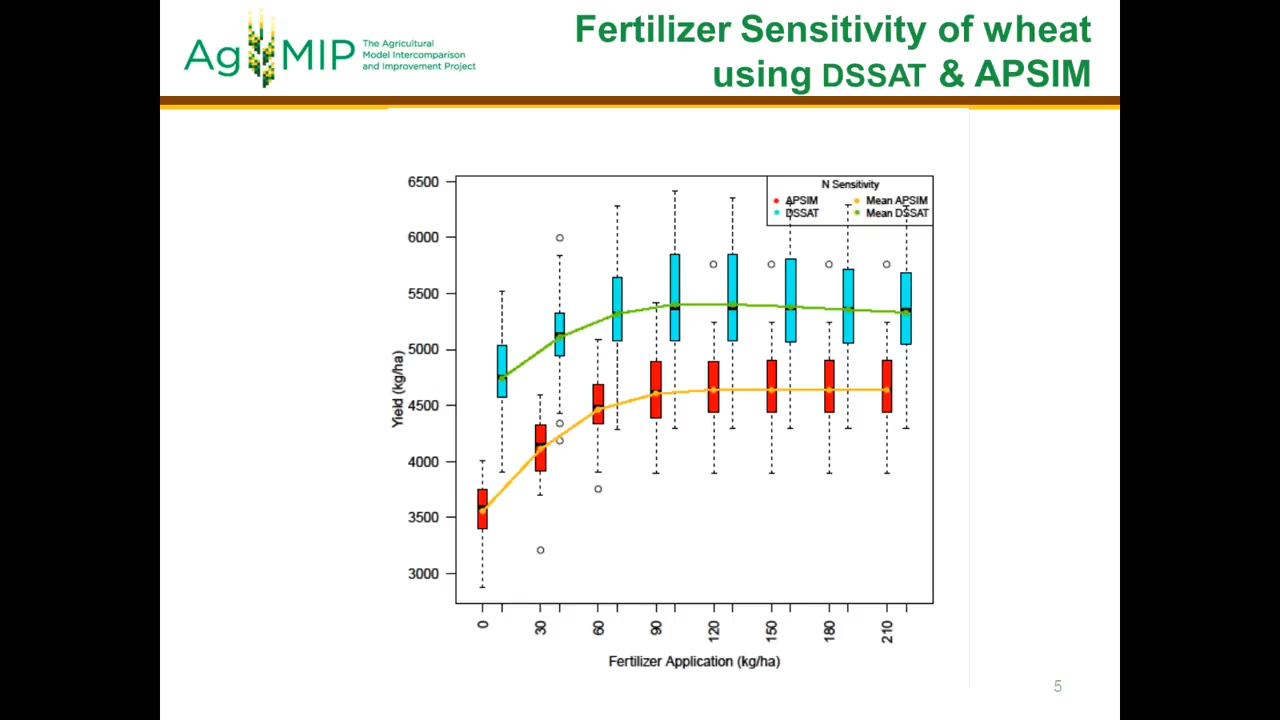 Ag MIP
The Agricultural
Model Intercomparison
and Improvement Project
Fertilizer Sensitivity of wheat
using DSSAT & APSIM
N Sensitivity
APSIM
Mean APSIM
DSSAT
Mean DSSAT
6500
6000
5500
5000
4500
4000
3500
3000
Yield (kg/ha)
0
30
60
90
120
150
180
210
Fertilizer Application (kg/ha)
5